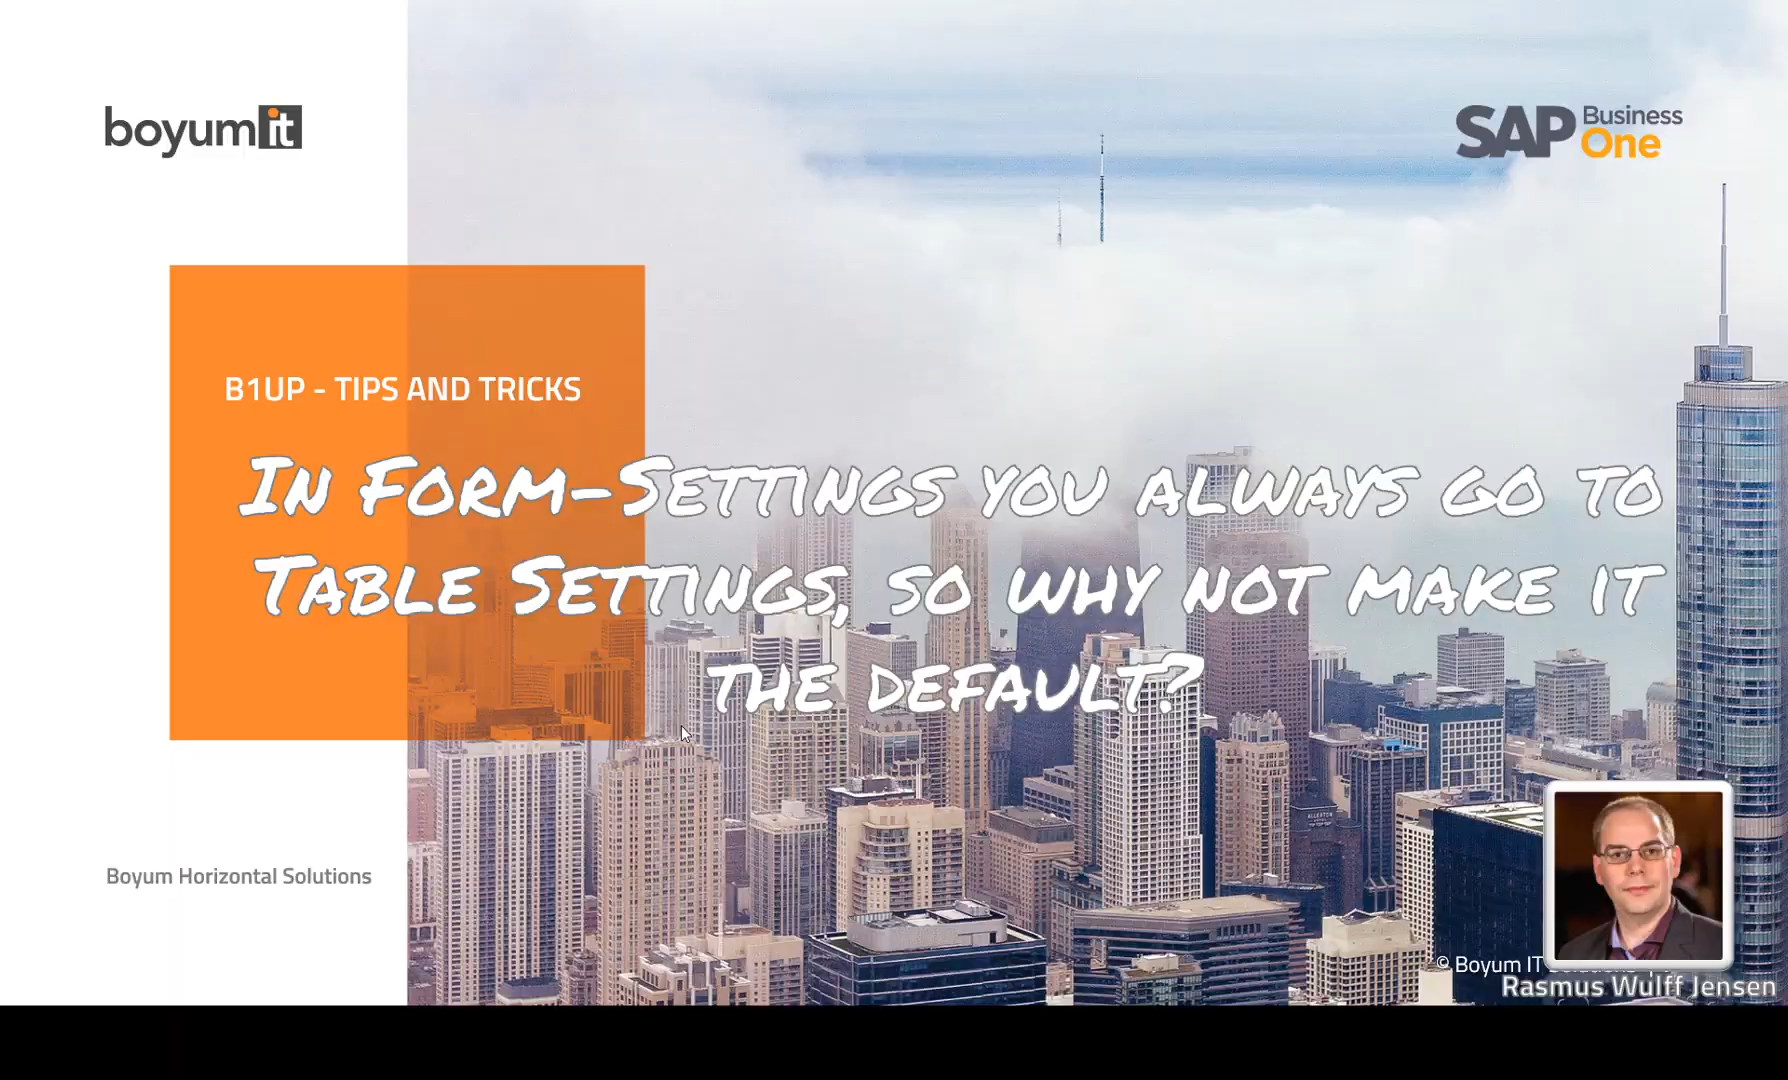 boyumit
SAP Business One
B1UP - TIPS AND TRICKS
In Form-Settings you always go to
Table Settings, so why not make it
the default?
Boyum Horizontal Solutions
© Boyum IT
Rasmus Wulff Jensen
ALLERTON